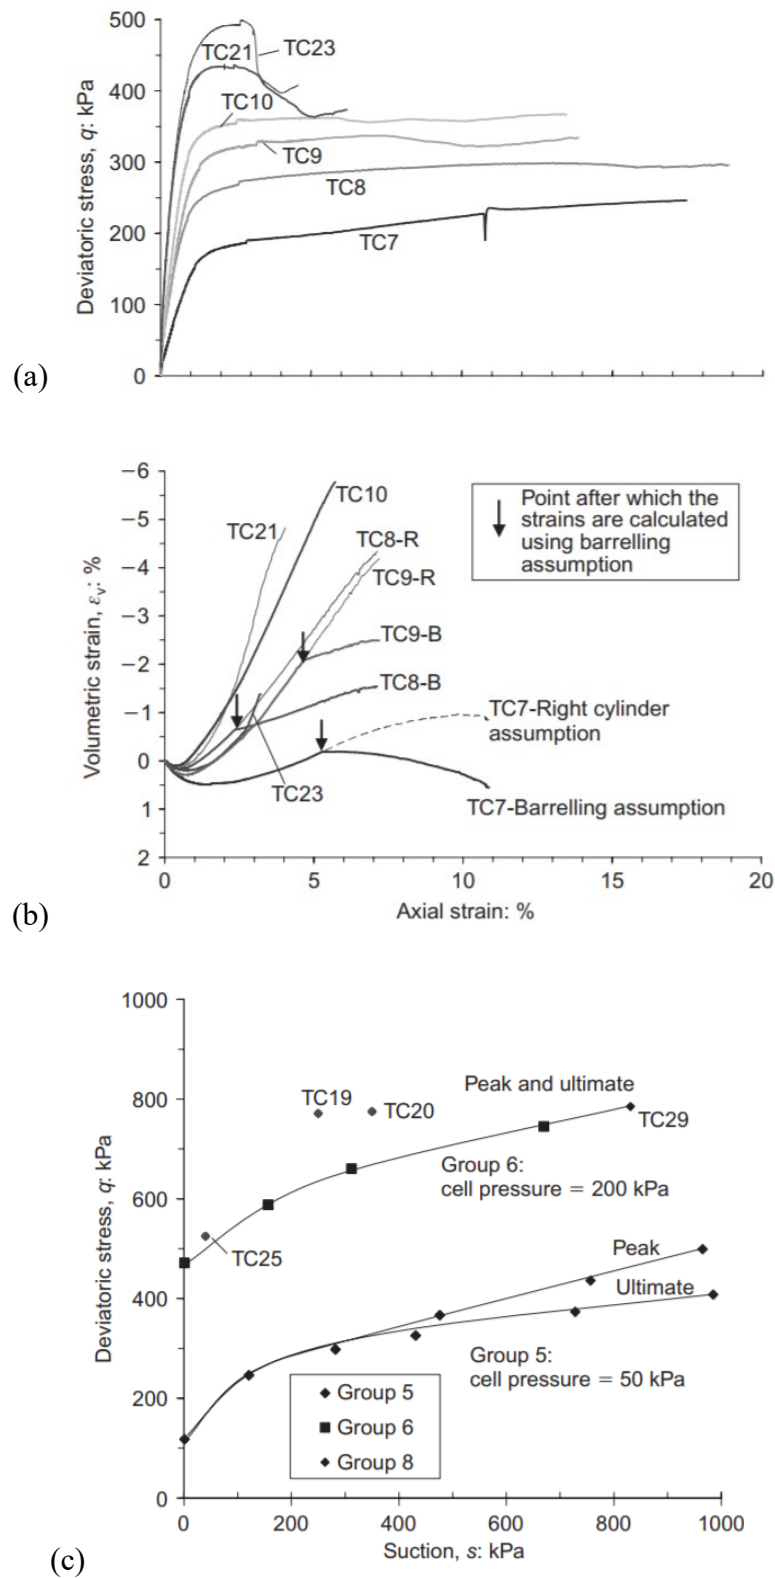 500
400
300
200
100
0
Deviatoric stress, q: kPa
TC21
TC23
TC10
TC9
TC8
TC7
(a)
−6
−5
−4
−3
−2
−1
0
1
2
Volumetric strain, εv: %
TC21
TC10
TC8-R
TC9-R
TC9-B
TC8-B
TC23
TC7-Right cylinder
assumption
TC7-Barrelling assumption
Point after which the
strains are calculated
using barrelling
assumption
0
5
10
15
20
Axial strain: %
(b)
1000
800
600
400
200
0
Deviatoric stress, q: kPa
TC19
TC20
TC25
TC29
Peak and ultimate
Group 6:
cell pressure = 200 kPa
Peak
Ultimate
Group 5:
cell pressure = 50 kPa
Group 5
Group 6
Group 8
0
200
400
600
800
1000
Suction, s: kPa
(c)